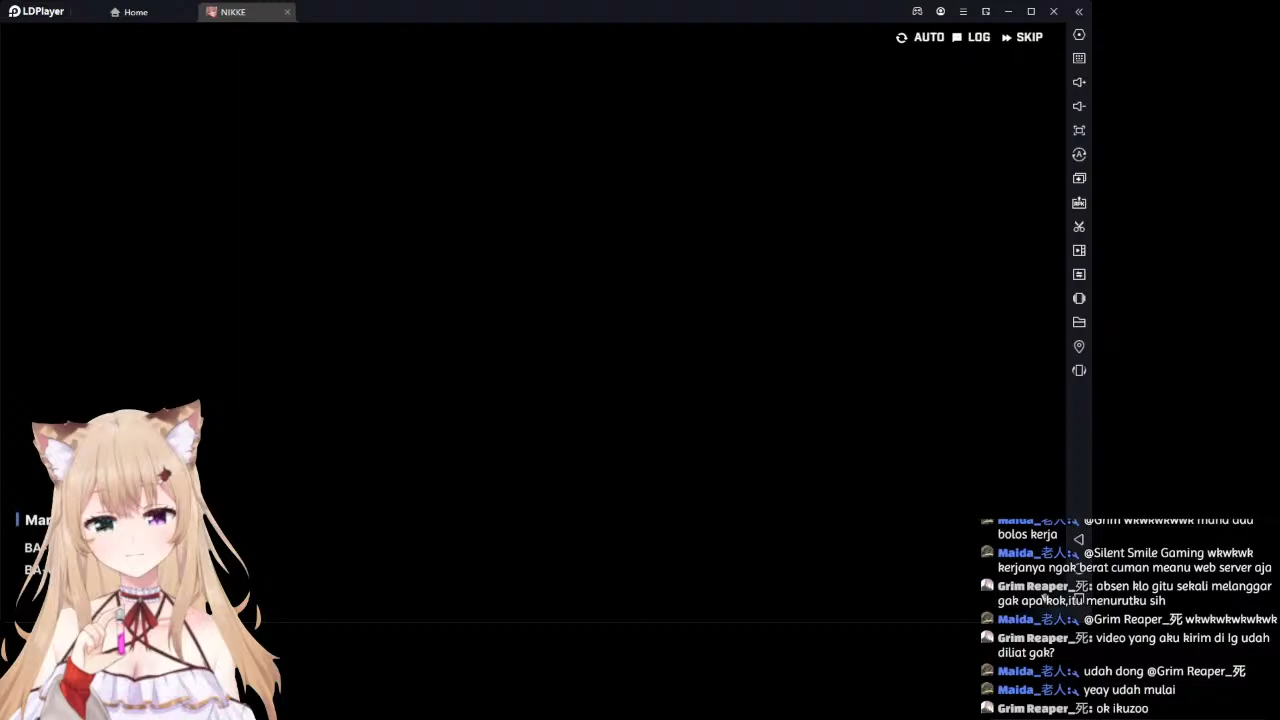 LDPlayer
Home
NIKKE
AUTO LOG SKIP
Mar
BA-
BA-
Maida_老人: @Grim wkwkwkwwk mana ada
bolos kerja
Maida_老人: @Silent Smile Gaming wkwkwk
kerjanya ngak berat cuman meanu web server aja
Grim Reaper_死: absen klo gitu sekali melanggar
gak apa kok,itu menurutku sih
Maida_老人: @Grim Reaper_死 wkwkwkwkwkwk
Grim Reaper_死: video yang aku kirim di Ig udah
diliat gak?
Maida_老人: udah dong @Grim Reaper_死
Maida_老人: yeay udah mulai
Grim Reaper_死: ok ikuzoo